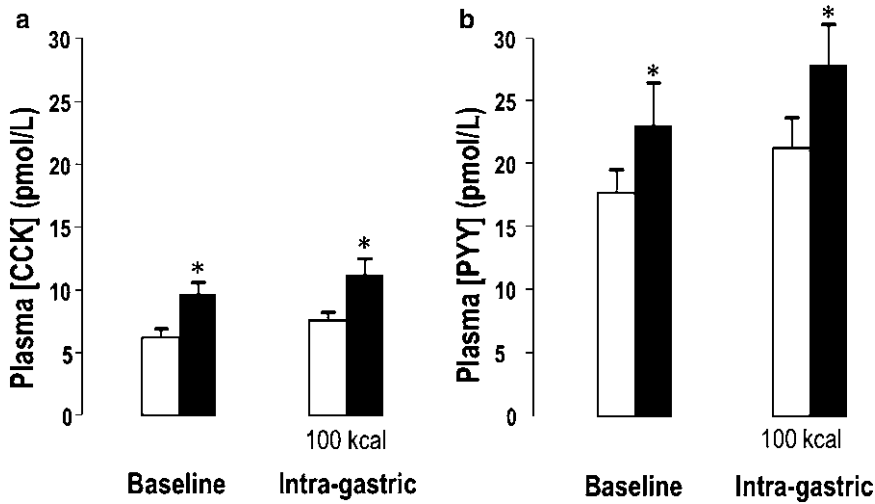 a
Plasma [CCK] (pmol/L)
30
25
20
15
10
5
0
*
*
100 kcal
Baseline
Intra-gastric
b
Plasma [PYY] (pmol/L)
30
25
20
15
10
5
0
*
*
100 kcal
Baseline
Intra-gastric